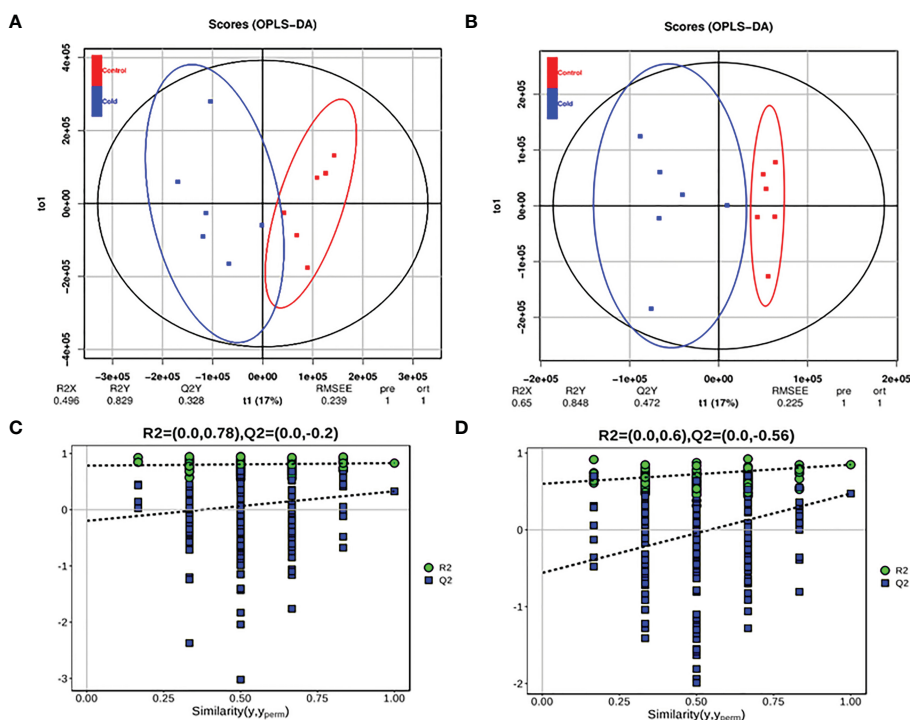 A
Scores (OPLS−DA)
Control
Cold
to1
4e+05
2e+05
0e+00
−2e+05
−4e+05
−3e+05 −2e+05 −1e+05 0e+00 1e+05 2e+05 3e+05
R2X R2Y Q2Y RMSEE pre ort
0.496 0.829 0.328 t1 (17%) 0.239 1 1
B
Scores (OPLS−DA)
Control
Cold
to1
2e+05
1e+05
0e+00
−1e+05
−2e+05
−2e+05 −1e+05 0e+00 1e+05 2e+05
R2X R2Y Q2Y RMSEE pre ort
0.65 0.848 0.472 t1 (17%) 0.225 1 1
C
R2=(0.0,0.78),Q2=(0.0,-0.2)
1
0
-1
-2
-3
0.00 0.25 0.50 0.75 1.00
Similarity(y,yperm)
R2
Q2
D
R2=(0.0,0.6),Q2=(0.0,-0.56)
1
0
-1
-2
0.00 0.25 0.50 0.75 1.00
Similarity(y,yperm)
R2
Q2